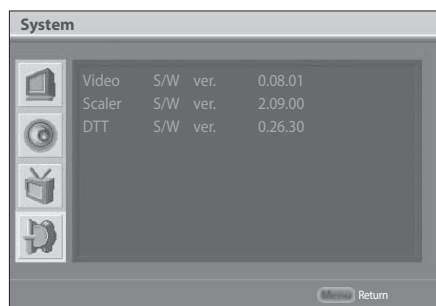 System
Video S/W ver. 0.08.01
Scaler S/W ver. 2.09.00
DTT S/W ver. 0.26.30
Menu Return